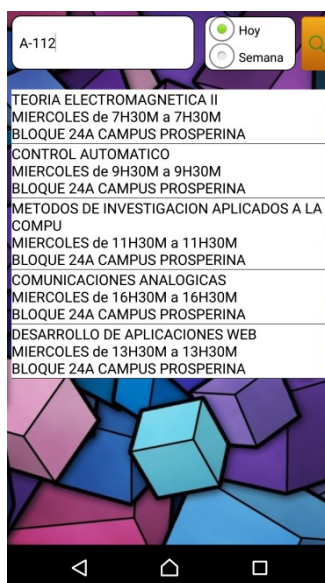 A-112
Hoy
Semana
TEORIA ELECTROMAGNETICA II
MIERCOLES de 7H30M a 7H30M
BLOQUE 24A CAMPUS PROSPERINA
CONTROL AUTOMATICO
MIERCOLES de 9H30M a 9H30M
BLOQUE 24A CAMPUS PROSPERINA
METODOS DE INVESTIGACION APLICADOS A LA
COMPU
MIERCOLES de 11H30M a 11H30M
BLOQUE 24A CAMPUS PROSPERINA
COMUNICACIONES ANALOGICAS
MIERCOLES de 16H30M a 16H30M
BLOQUE 24A CAMPUS PROSPERINA
DESARROLLO DE APLICACIONES WEB
MIERCOLES de 13H30M a 13H30M
BLOQUE 24A CAMPUS PROSPERINA